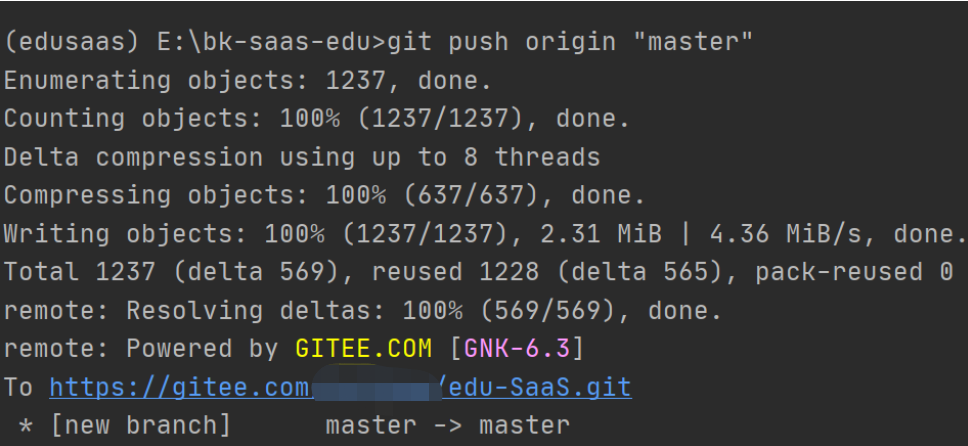 (edusaas) E:\bk-saas-edu>git push origin "master"
Enumerating objects: 1237, done.
Counting objects: 100% (1237/1237), done.
Delta compression using up to 8 threads
Compressing objects: 100% (637/637), done.
Writing objects: 100% (1237/1237), 2.31 MiB | 4.36 MiB/s, done.
Total 1237 (delta 569), reused 1228 (delta 565), pack-reused 0
remote: Resolving deltas: 100% (569/569), done.
remote: Powered by GITEE.COM [GNK-6.3]
To https://gitee.com/edu-SaaS.git
 * [new branch]      master -> master